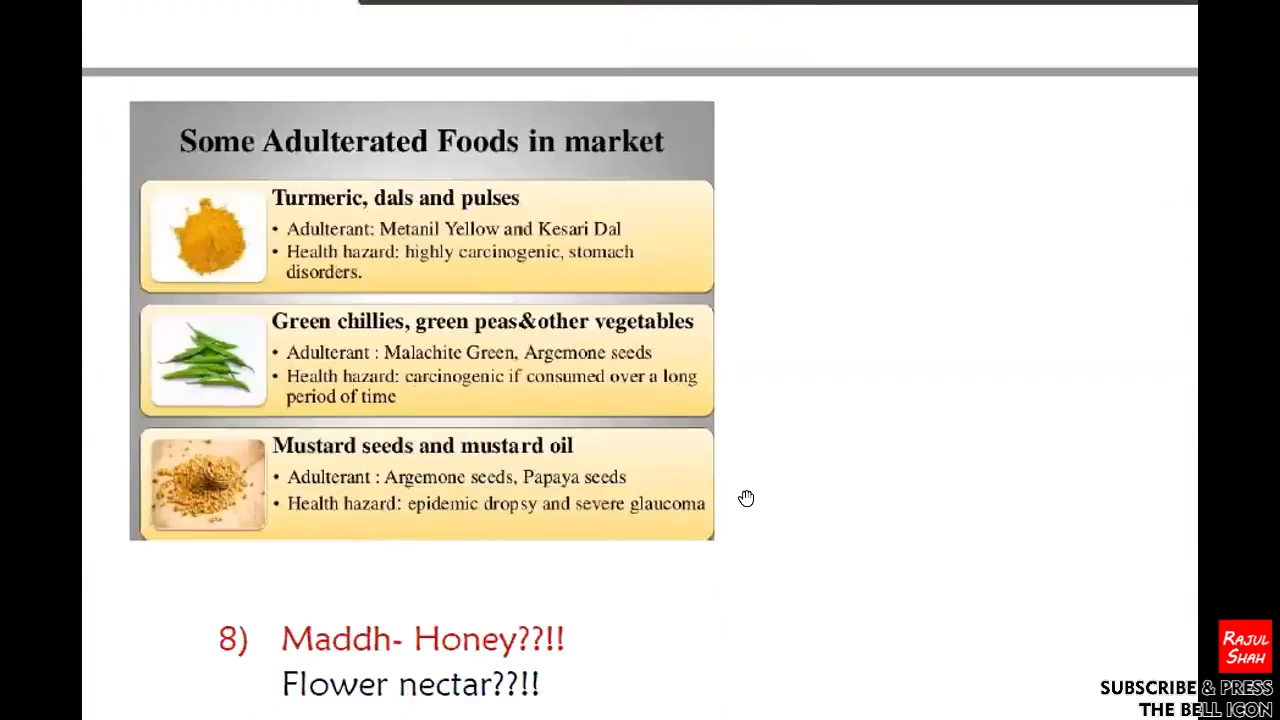 Some Adulterated Foods in market
Turmeric, dals and pulses
• Adulterant: Metanil Yellow and Kesari Dal
• Health hazard: highly carcinogenic, stomach
disorders.
Green chillies, green peas&other vegetables
• Adulterant : Malachite Green, Argemone seeds
• Health hazard: carcinogenic if consumed over a long
period of time
Mustard seeds and mustard oil
• Adulterant : Argemone seeds, Papaya seeds
• Health hazard: epidemic dropsy and severe glaucoma
8) Maddh- Honey??!!
Flower nectar??!!
RAJUL
SHAH
SUBSCRIBE & PRESS
THE BELL ICON